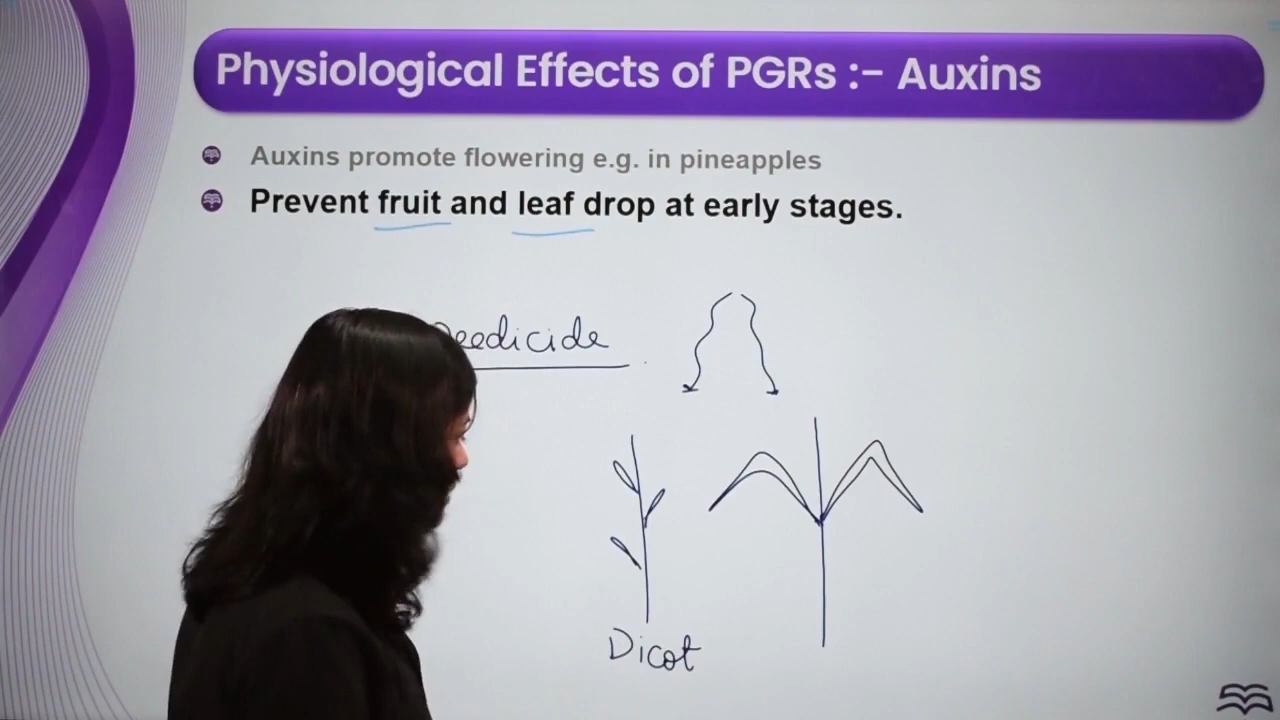 Physiological Effects of PGRs :- Auxins
Auxins promote flowering e.g. in pineapples
Prevent fruit and leaf drop at early stages.
eedicide
Dicot